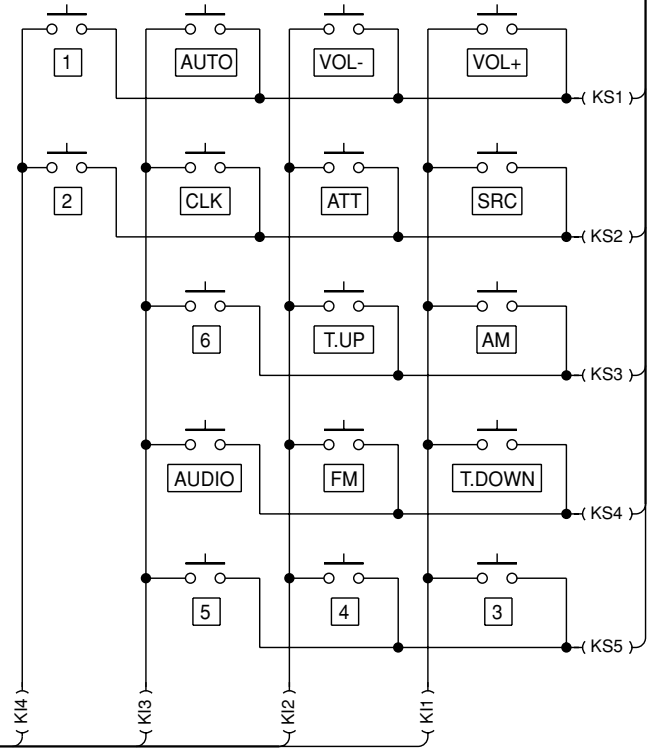 1 AUTO VOL- VOL+
KS1
2 CLK ATT SRC
KS2
6 T.UP AM
KS3
AUDIO FM T.DOWN
KS4
5 4 3
KS5
KI4 KI3 KI2 KI1